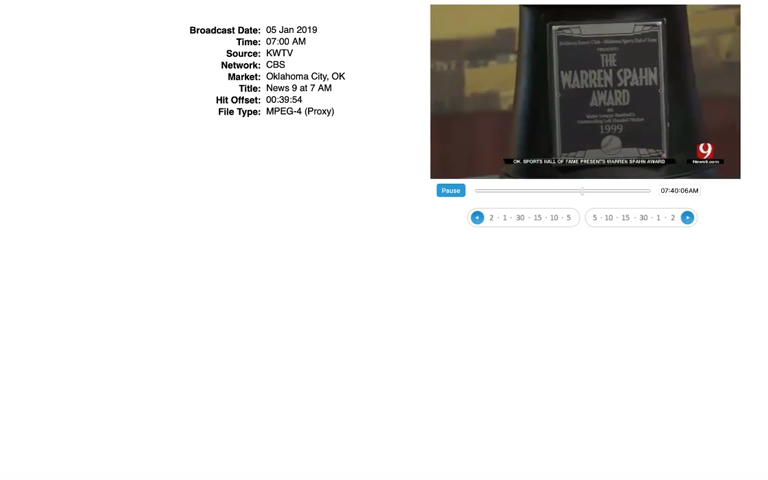 Broadcast Date: 05 Jan 2019
Time: 07:00 AM
Source: KWTV
Network: CBS
Market: Oklahoma City, OK
Title: News 9 at 7 AM
Hit Offset: 00:39:54
File Type: MPEG-4 (Proxy)
THE
WARREN SPAHN
AWARD
1999
9
News9.com
OK. SPORTS HALL OF FAME PRESENTS WARREN SPAHN AWARD
Pause
07:40:06AM
2 · 1 · 30 · 15 · 10 · 5
5 · 10 · 15 · 30 · 1 · 2